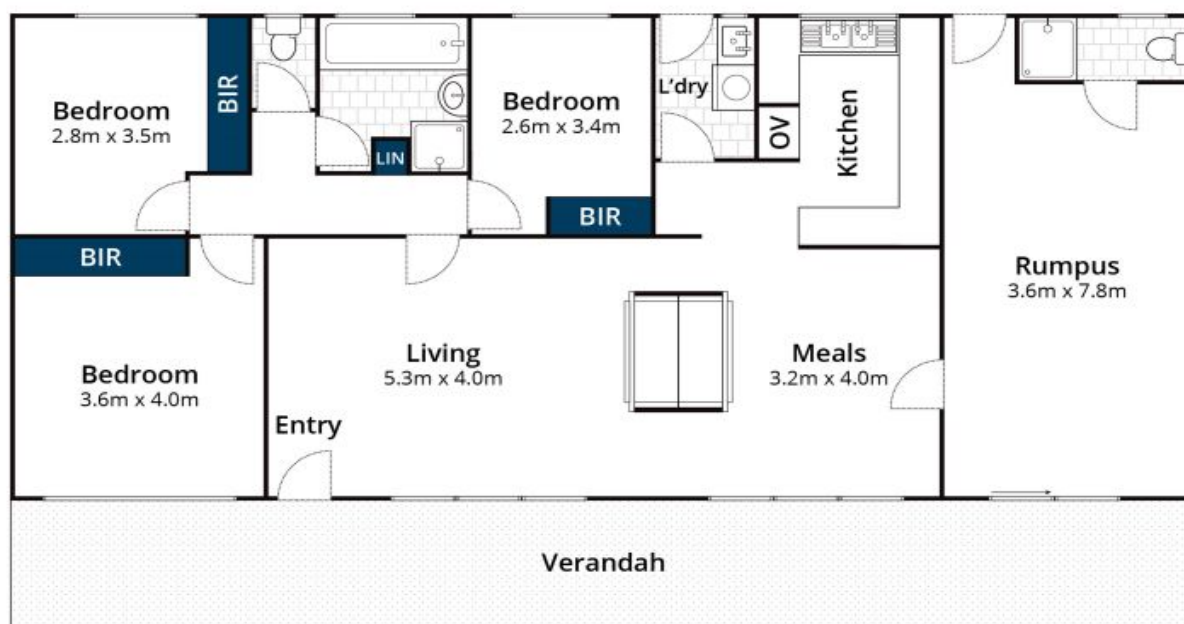 Bedroom
2.8m x 3.5m
BIR
LIN
Bedroom
2.6m x 3.4m
BIR
L'dry
OV
Kitchen
BIR
Bedroom
3.6m x 4.0m
Living
5.3m x 4.0m
Entry
Meals
3.2m x 4.0m
Rumpus
3.6m x 7.8m
Verandah